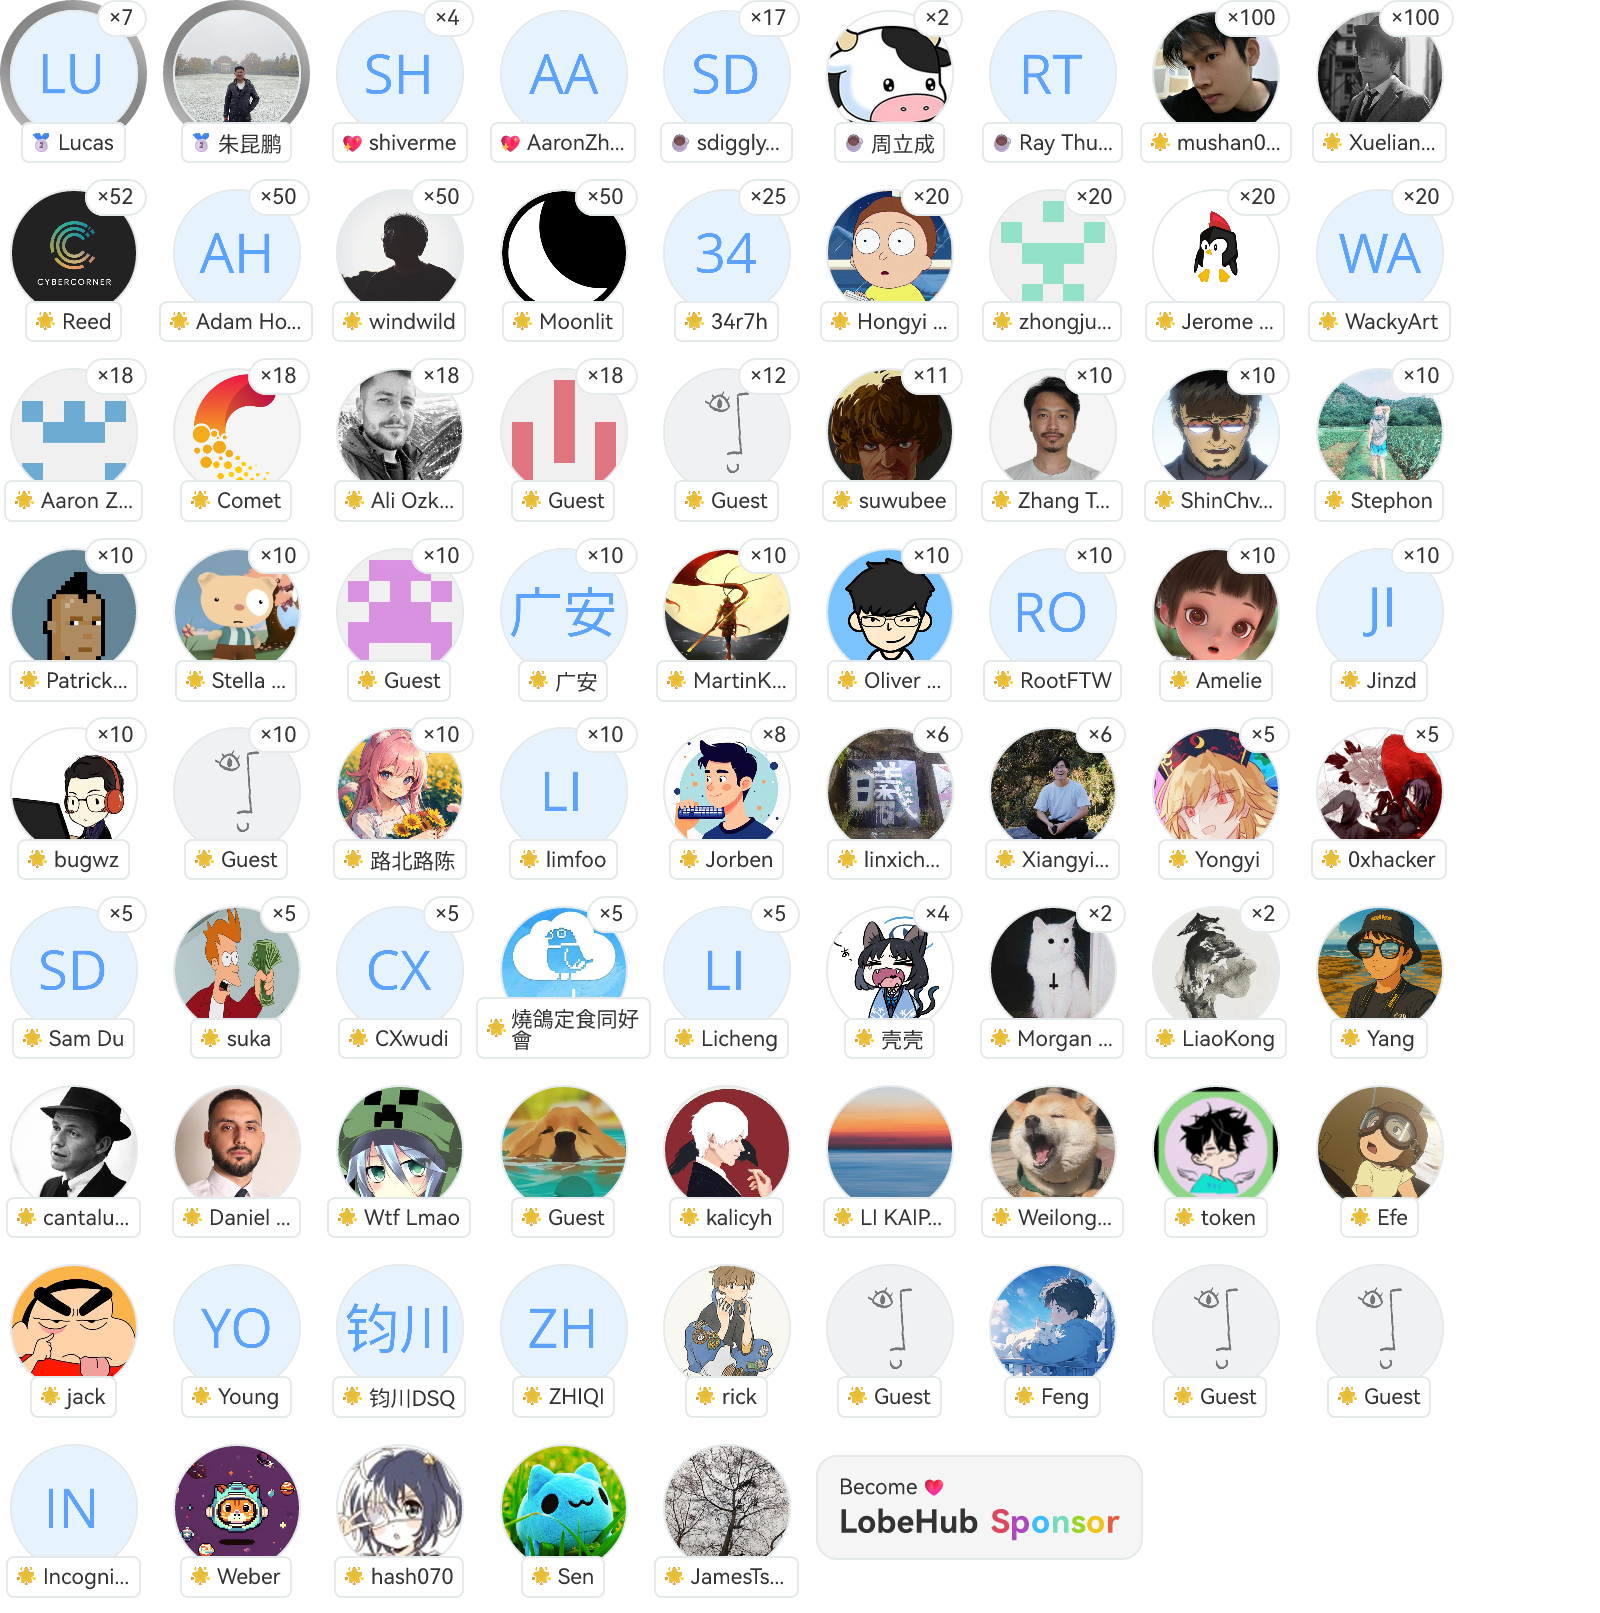 ×7 ×4 ×17 ×2 ×100 ×100
LU SH AA SD RT
Lucas 朱昆鹏 shiverme AaronZh... sdiggly... 周立成 Ray Thu... mushan0... Xuelian...
×52 ×50 ×50 ×50 ×25 ×20 ×20 ×20 ×20
AH 34 WA
CYBERCORNER
Reed Adam Ho... windwild Moonlit 34r7h Hongyi ... zhongju... Jerome ... WackyArt
×18 ×18 ×18 ×18 ×12 ×11 ×10 ×10 ×10
Aaron Z... Comet Ali Ozk... Guest Guest suwubee Zhang T... ShinChv... Stephon
×10 ×10 ×10 ×10 ×10 ×10 ×10 ×10 ×10
广安 RO JI
Patrick... Stella ... Guest 广安 MartinK... Oliver ... RootFTW Amelie Jinzd
×10 ×10 ×10 ×10 ×8 ×6 ×6 ×5 ×5
LI
bugwz Guest 路北路陈 limfoo Jorben linxich... Xiangyi... Yongyi 0xhacker
×5 ×5 ×5 ×5 ×5 ×4 ×2 ×2
SD CX LI
Sam Du suka CXwudi 燒鴿定食同好會 Licheng 壳壳 Morgan ... LiaoKong Yang
cantalu... Daniel ... Wtf Lmao Guest kalicyh LI KAIP... Weilong... token Efe
YO 钧川 ZH
jack Young 钧川DSQ ZHIQI rick Guest Feng Guest Guest
IN
Incogni... Weber hash070 Sen JamesTs...
Become
LobeHub Sponsor